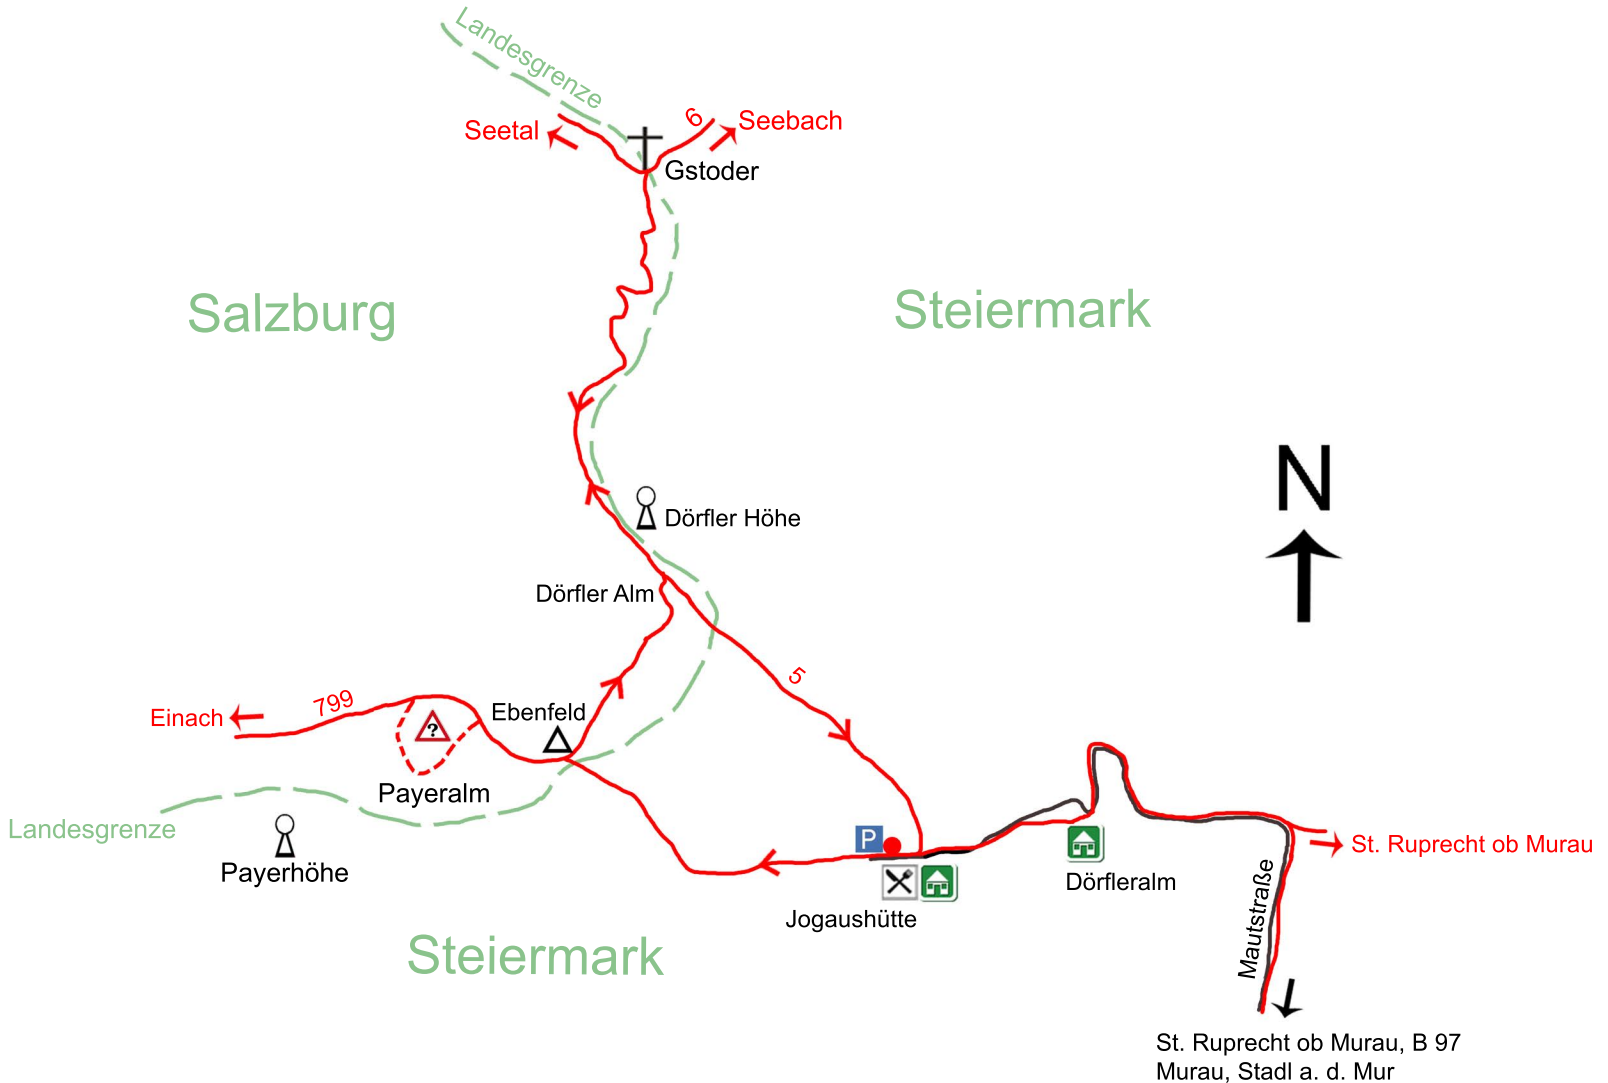 Landesgrenze
6
Seetal
Seebach
Gstoder
Salzburg
Steiermark
N
Dörfler Höhe
Dörfler Alm
5
799
Einach
Ebenfeld
?
Payeralm
Landesgrenze
Payerhöhe
P
Jogaushütte
Dörfleralm
St. Ruprecht ob Murau
Mautstraße
Steiermark
St. Ruprecht ob Murau, B 97
Murau, Stadl a. d. Mur